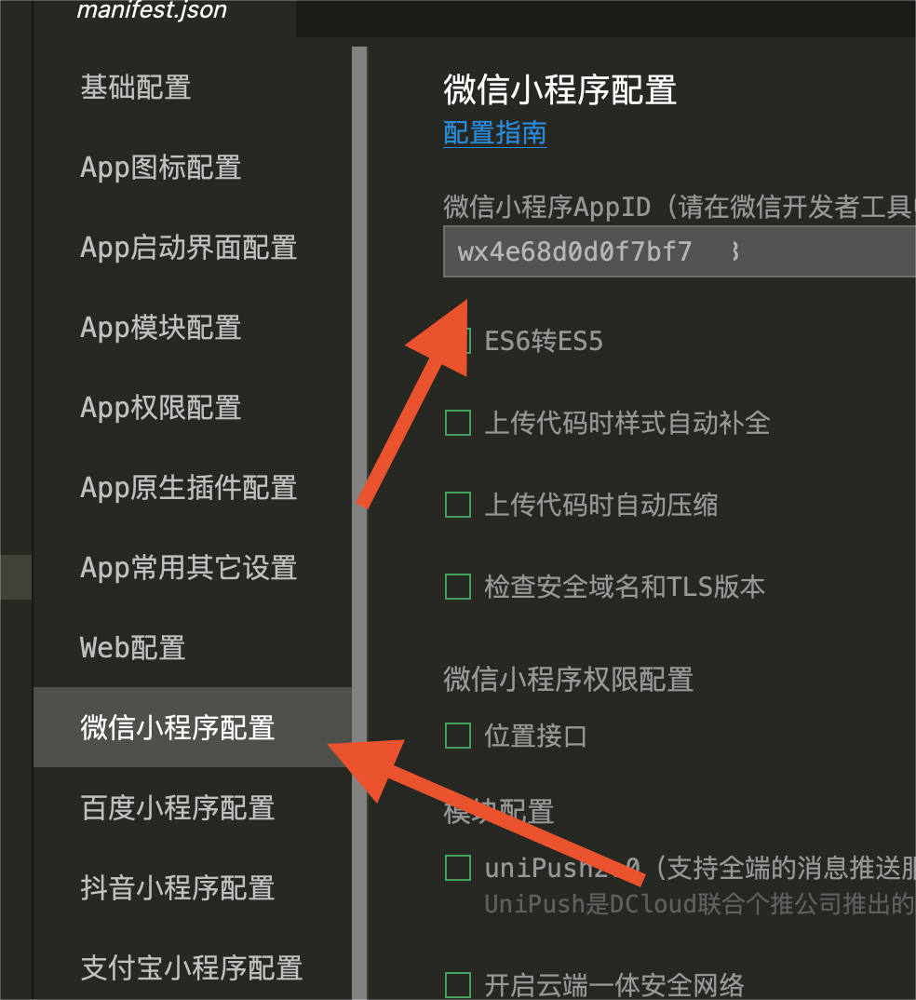 manifest.json
基础配置
App图标配置
App启动界面配置
App模块配置
App权限配置
App原生插件配置
App常用其它设置
Web配置
微信小程序配置
百度小程序配置
抖音小程序配置
支付宝小程序配置
微信小程序配置
配置指南
微信小程序AppID（请在微信开发者工具
wx4e68d0d0f7bf7
ES6转ES5
上传代码时样式自动补全
上传代码时自动压缩
检查安全域名和TLS版本
微信小程序权限配置
位置接口
模块配置
uniPush2.0（支持全端的消息推送服
UniPush是DCloud联合个推公司推出的
开启云端一体安全网络